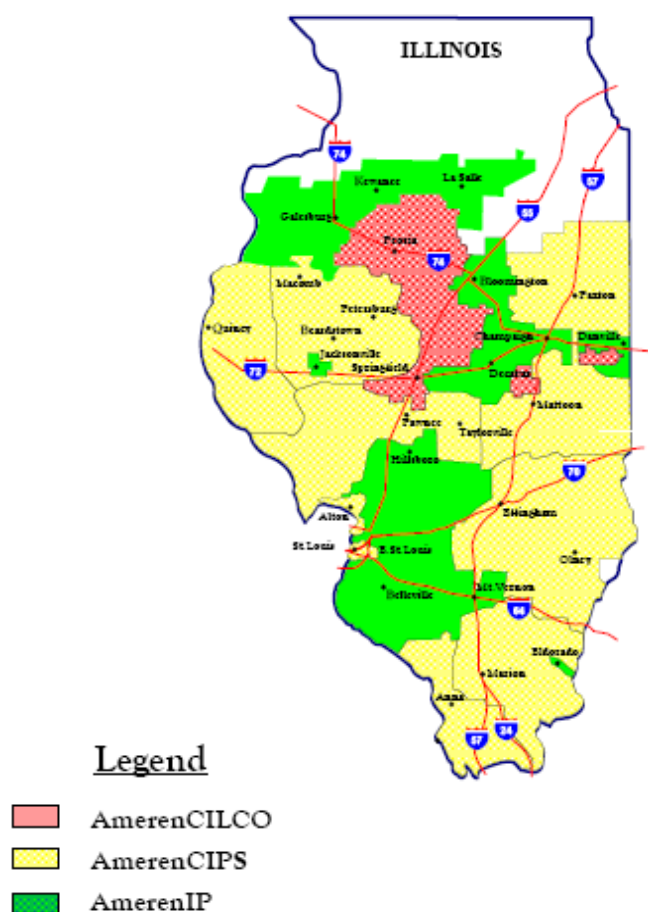 ILLINOIS
74
57
La Salle
Kewanee
55
Galesburg
Peoria
74
Bloomington
Macomb
Paxton
Petersburg
Quincy
Beardstown
Champaign
Danville
Jacksonville
72
Springfield
Decatur
Mattoon
Pawnee
Taylorville
Hillsboro
70
Effingham
Alton
St. Louis
E. St. Louis
Olney
Belleville
Mt. Vernon
64
Eldorado
Marion
Anna
57
24
Legend
AmerenCILCO
AmerenCIPS
AmerenIP